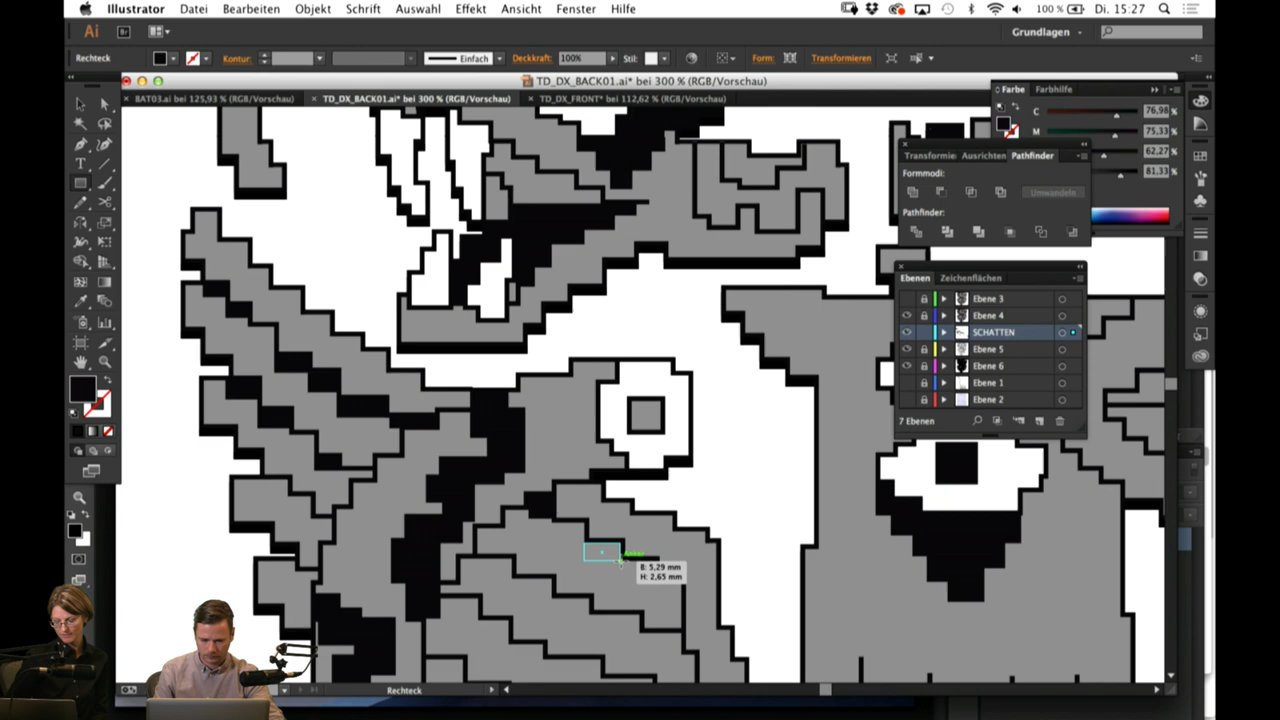 Illustrator Datei Bearbeiten Objekt Schrift Auswahl Effekt Ansicht Fenster Hilfe 100 % Di. 15:27
Ai Br Grundlagen
Rechteck Kontur: Einfach Deckkraft: 100% Stil: Form: Transformieren
TD_DX_BACK01.ai* bei 300 % (RGB/Vorschau)
BAT03.ai bei 125,93 % (RGB/Vorschau) TD_DX_BACK01.ai* bei 300 % (RGB/Vorschau) TD_DX_FRONT* bei 112,62 % (RGB/Vorschau)
Farbe Farbhilfe
C 76,98 %
M 75,33 %
62,27 %
81,33 %
Transformie Ausrichten Pathfinder
Formmodi:
Umwandeln
Pathfinder:
Ebenen Zeichenflächen
Ebene 3
Ebene 4
SCHATTEN
Ebene 5
Ebene 6
Ebene 1
Ebene 2
7 Ebenen
Anker
B: 5,29 mm
H: 2,65 mm
Rechteck